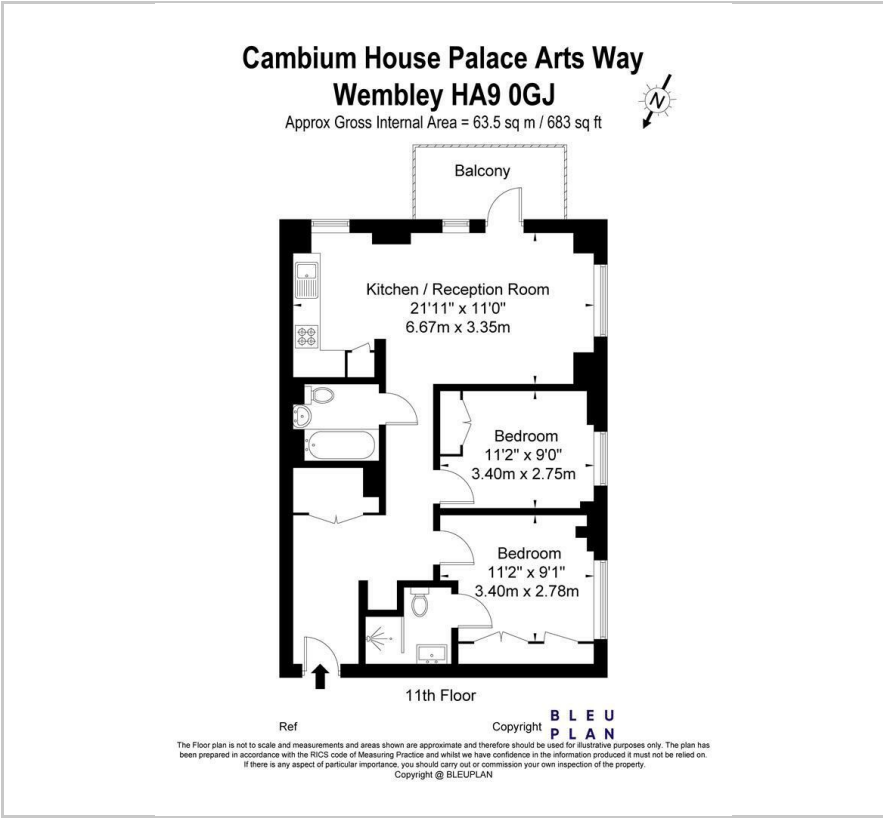 Cambium House Palace Arts Way
Wembley HA9 0GJ
Approx Gross Internal Area = 63.5 sq m / 683 sq ft
N
Balcony
Kitchen / Reception Room
21'11" x 11'0"
6.67m x 3.35m
Bedroom
11'2" x 9'0"
3.40m x 2.75m
Bedroom
11'2" x 9'1"
3.40m x 2.78m
11th Floor
Ref
Copyright
BLEU
PLAN
The Floor plan is not to scale and measurements and areas shown are approximate and therefore should be used for illustrative purposes only. The plan has
been prepared in accordance with the RICS code of Measuring Practice and whilst we have confidence in the information produced it must not be relied on.
If there is any aspect of particular importance, you should carry out or commission your own inspection of the property.
Copyright @ BLEUPLAN